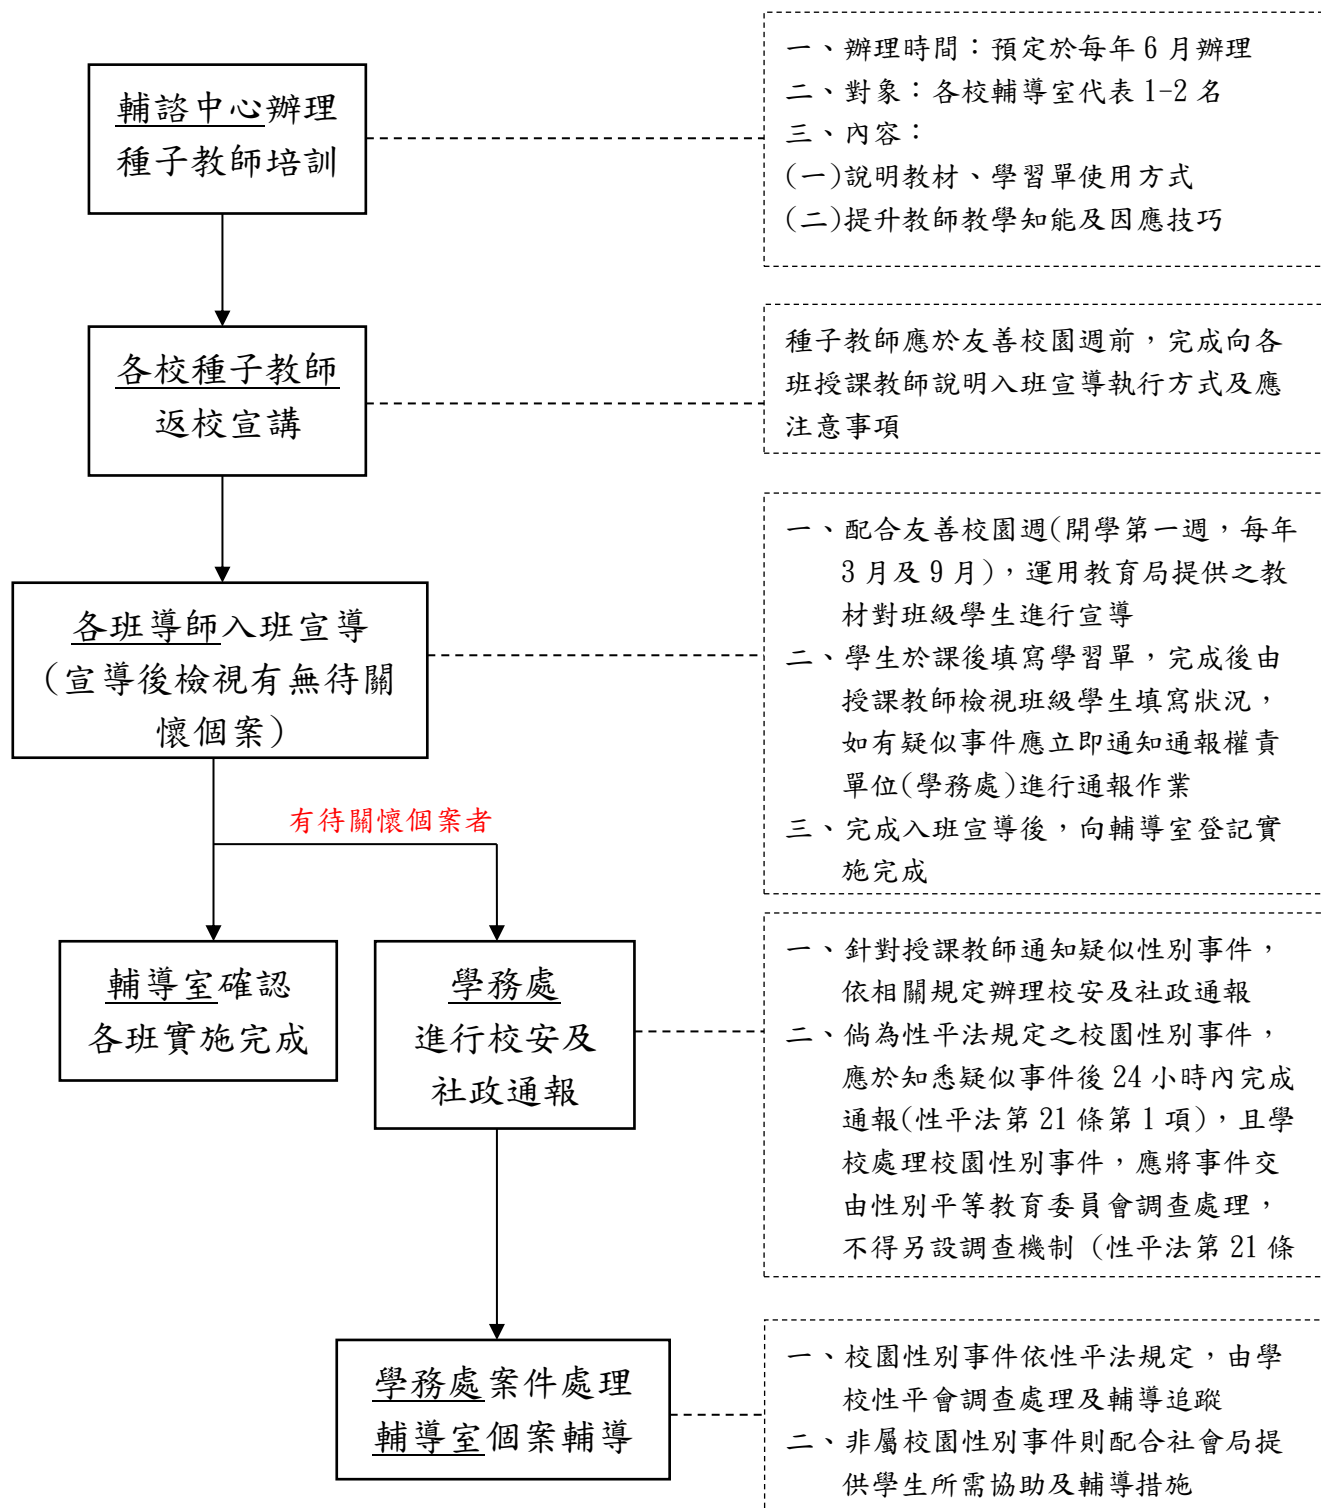 輔諮中心辦理
種子教師培訓
一、辦理時間：預定於每年 6 月辦理
二、對象：各校輔導室代表 1-2 名
三、內容：
(一)說明教材、學習單使用方式
(二)提升教師教學知能及因應技巧
各校種子教師
返校宣講
種子教師應於友善校園週前，完成向各
班授課教師說明入班宣導執行方式及應
注意事項
各班導師入班宣導
(宣導後檢視有無待關
懷個案)
一、配合友善校園週(開學第一週，每年
3 月及 9 月)，運用教育局提供之教
材對班級學生進行宣導
二、學生於課後填寫學習單，完成後由
授課教師檢視班級學生填寫狀況，
如有疑似事件應立即通知通報權責
單位(學務處)進行通報作業
三、完成入班宣導後，向輔導室登記實
施完成
有待關懷個案者
輔導室確認
各班實施完成
學務處
進行校安及
社政通報
一、針對授課教師通知疑似性別事件，
依相關規定辦理校安及社政通報
二、倘為性平法規定之校園性別事件，
應於知悉疑似事件後 24 小時內完成
通報(性平法第 21 條第 1 項)，且學
校處理校園性別事件，應將事件交
由性別平等教育委員會調查處理，
不得另設調查機制 (性平法第 21 條
學務處案件處理
輔導室個案輔導
一、校園性別事件依性平法規定，由學
校性平會調查處理及輔導追蹤
二、非屬校園性別事件則配合社會局提
供學生所需協助及輔導措施